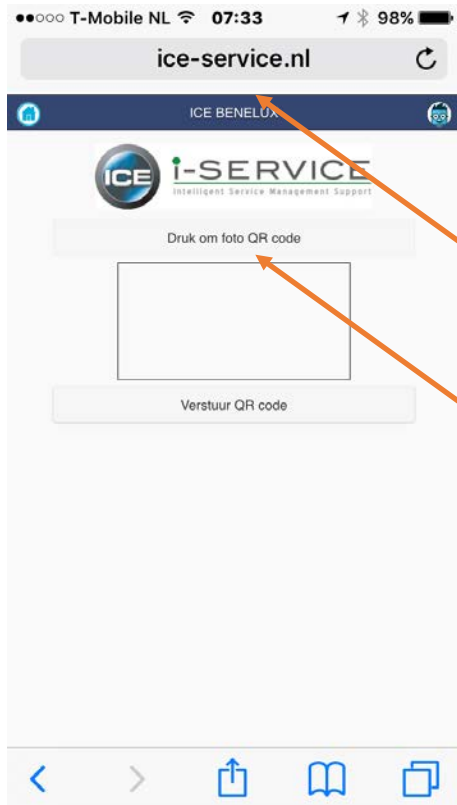 ●●○○○ T-Mobile NL 07:33 98%
ice-service.nl
ICE BENELUX
ICE i-SERVICE
Intelligent Service Management Support
Druk om foto QR code
Verstuur QR code